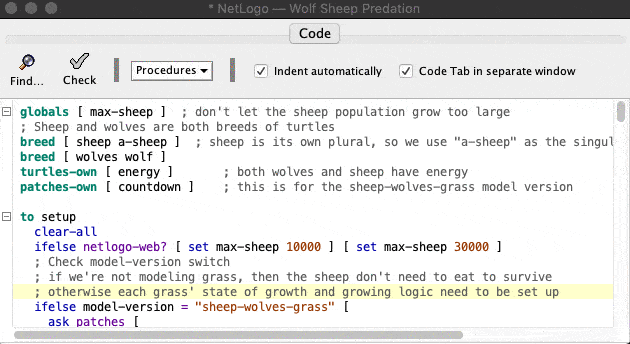 * NetLogo — Wolf Sheep Predation
Code
Find...
Check
Procedures
Indent automatically
Code Tab in separate window
globals [ max-sheep ]  ; don't let the sheep population grow too large
; Sheep and wolves are both breeds of turtles
breed [ sheep a-sheep ]  ; sheep is its own plural, so we use "a-sheep" as the singul
breed [ wolves wolf ]
turtles-own [ energy ]       ; both wolves and sheep have energy
patches-own [ countdown ]    ; this is for the sheep-wolves-grass model version
to setup
  clear-all
  ifelse netlogo-web? [ set max-sheep 10000 ] [ set max-sheep 30000 ]
  ; Check model-version switch
  ; if we're not modeling grass, then the sheep don't need to eat to survive
  ; otherwise each grass' state of growth and growing logic need to be set up
  ifelse model-version = "sheep-wolves-grass" [
    ask patches [